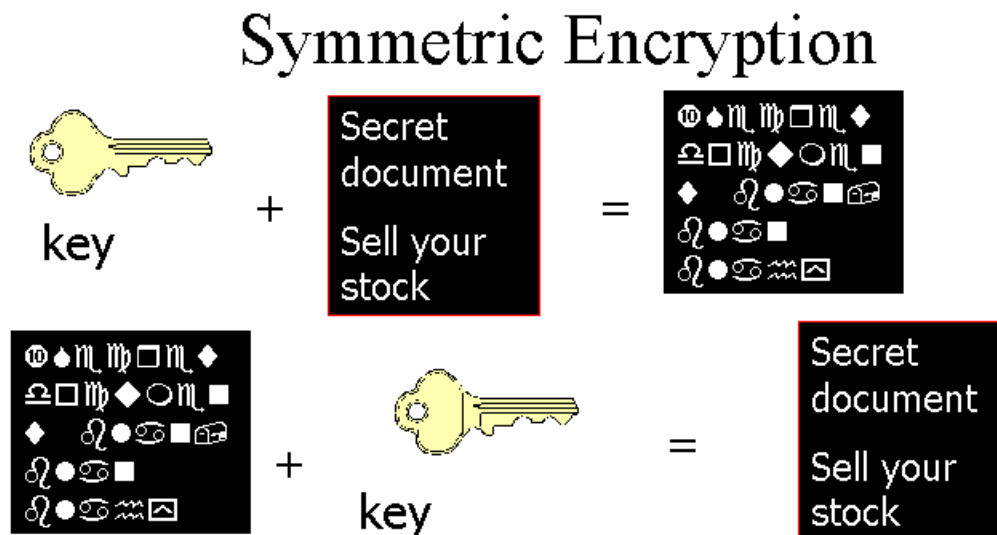 Symmetric Encryption
key
+
Secret
document
Sell your
stock
=
+
key
=
Secret
document
Sell your
stock